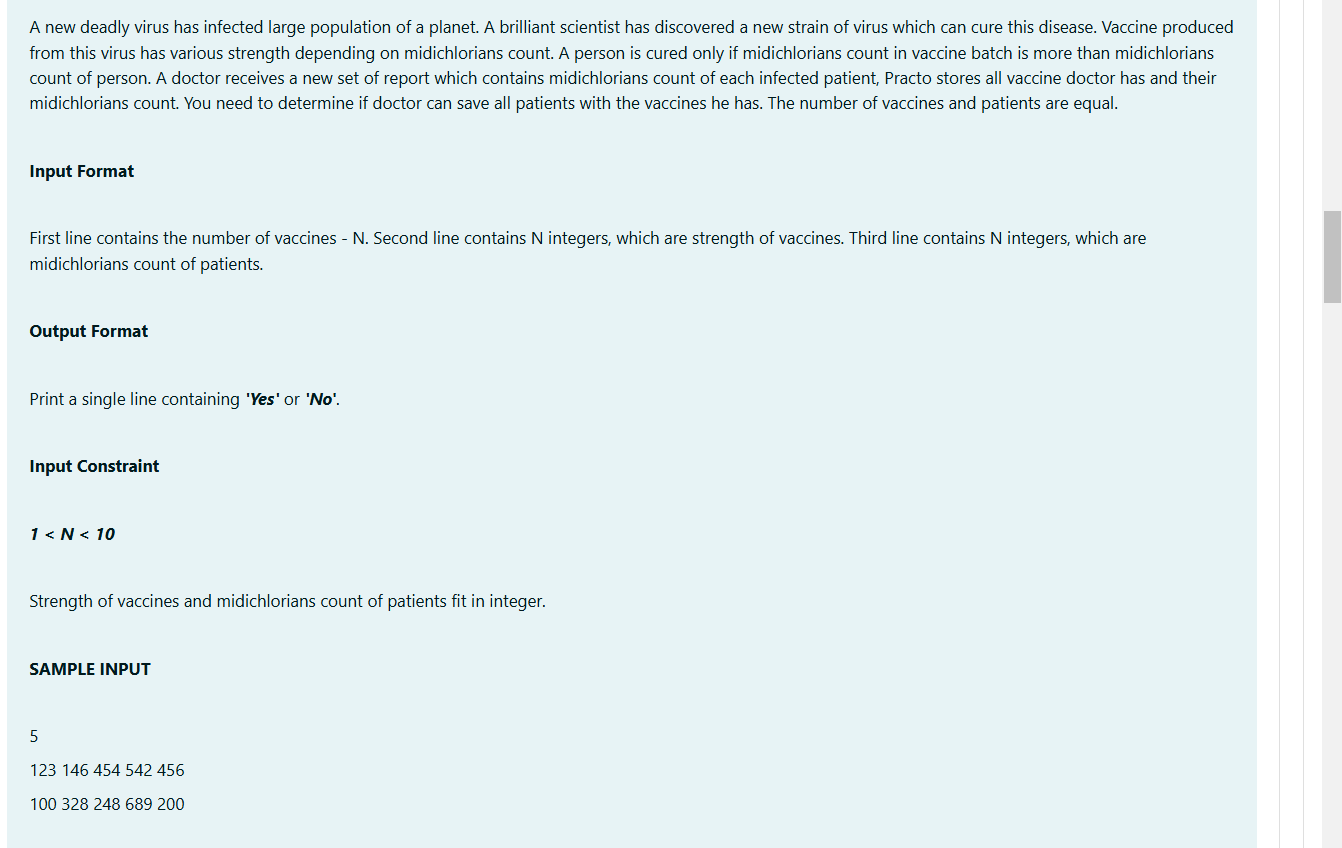 A new deadly virus has infected large population of a planet. A brilliant scientist has discovered a new strain of virus which can cure this disease. Vaccine produced
from this virus has various strength depending on midichlorians count. A person is cured only if midichlorians count in vaccine batch is more than midichlorians
count of person. A doctor receives a new set of report which contains midichlorians count of each infected patient, Practo stores all vaccine doctor has and their
midichlorians count. You need to determine if doctor can save all patients with the vaccines he has. The number of vaccines and patients are equal.
Input Format
First line contains the number of vaccines - N. Second line contains N integers, which are strength of vaccines. Third line contains N integers, which are
midichlorians count of patients.
Output Format
Print a single line containing 'Yes' or 'No'.
Input Constraint
1 < N < 10
Strength of vaccines and midichlorians count of patients fit in integer.
SAMPLE INPUT
5
123 146 454 542 456
100 328 248 689 200